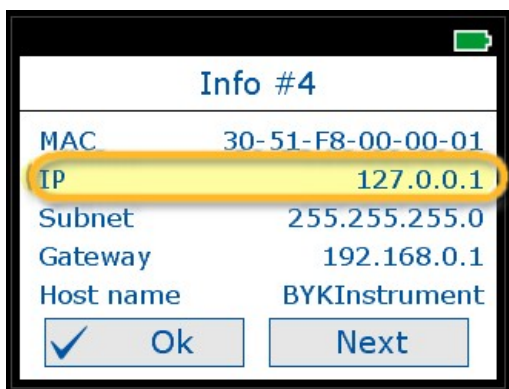 Info #4
MAC 30-51-F8-00-00-01
IP 127.0.0.1
Subnet 255.255.255.0
Gateway 192.168.0.1
Host name BYKInstrument
Ok Next